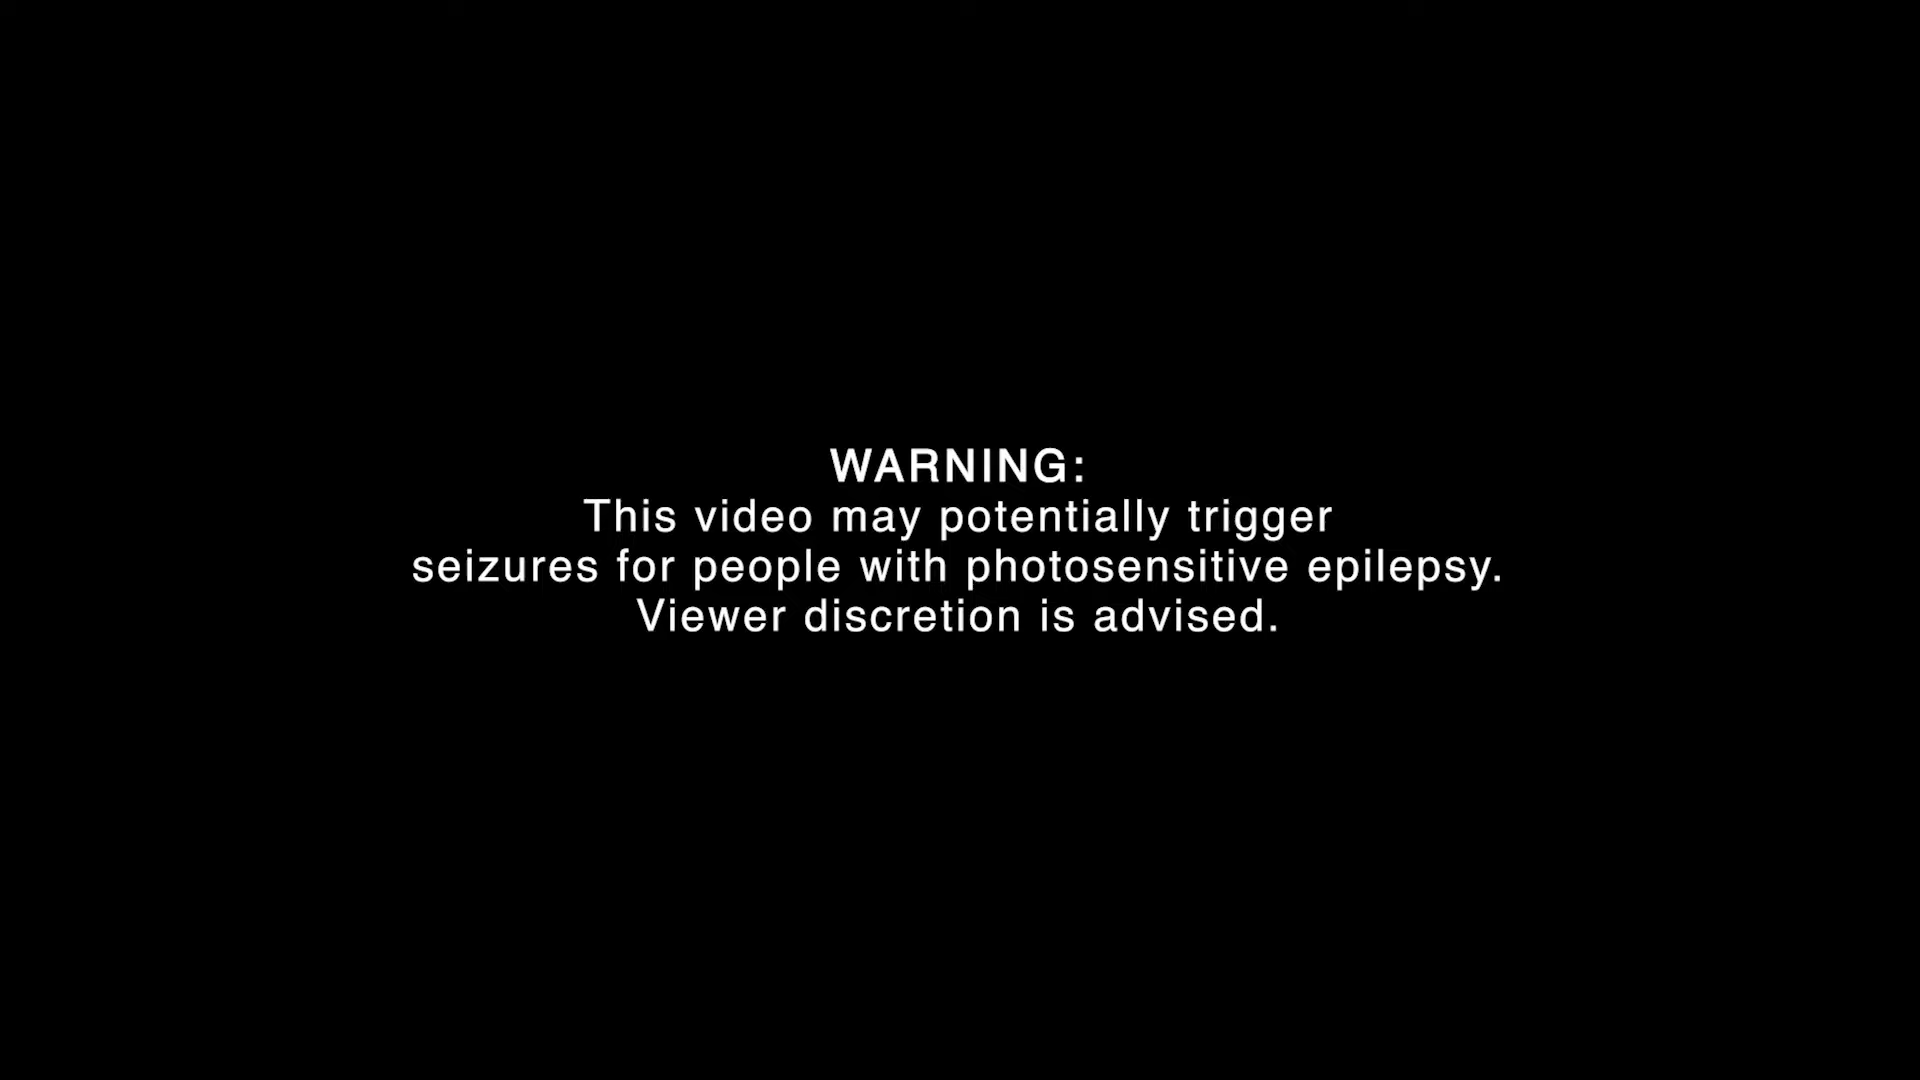 WARNING:
This video may potentially trigger
seizures for people with photosensitive epilepsy.
Viewer discretion is advised.